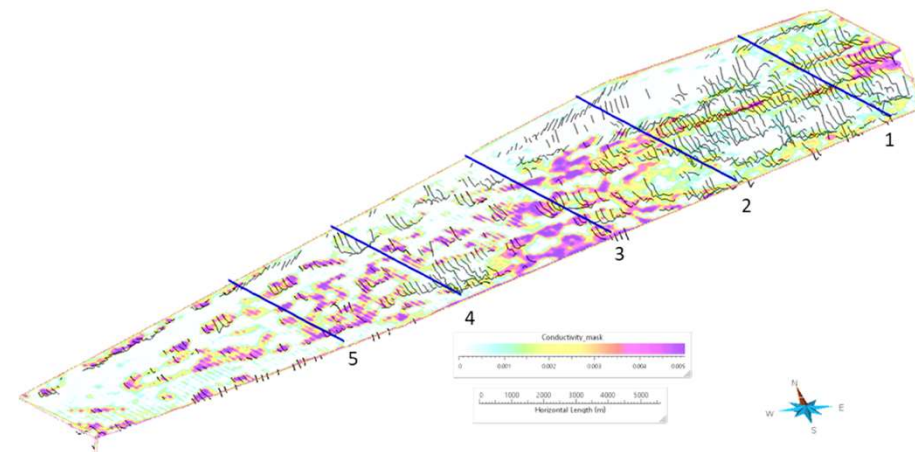 1
2
3
4
5
Conductivity_mask
0 0.001 0.002 0.003 0.004 0.005
0 1000 2000 3000 4000 5000
Horizontal Length (m)
N
W E
S